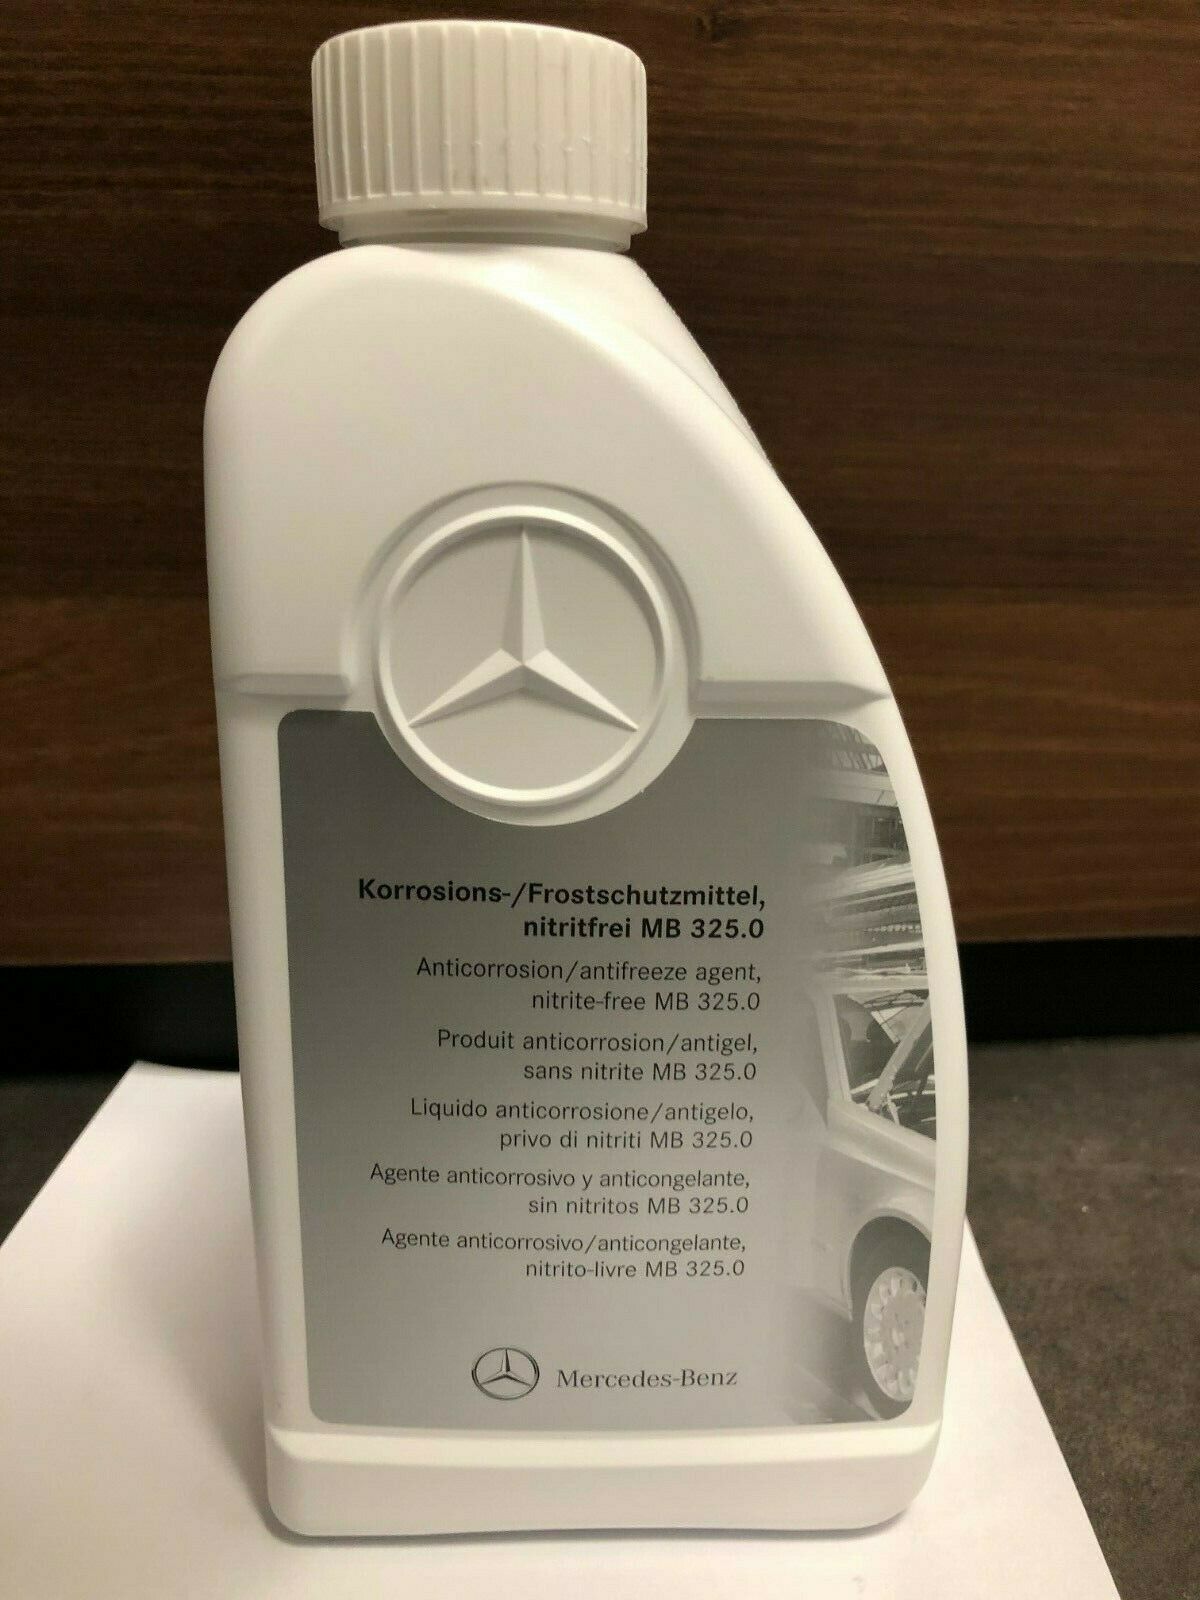 Korrosions-/Frostschutzmittel,
nitritfrei MB 325.0
Anticorrosion/antifreeze agent,
nitrite-free MB 325.0
Produit anticorrosion/antigel,
sans nitrite MB 325.0
Liquido anticorrosione/antigelo,
privo di nitriti MB 325.0
Agente anticorrosivo y anticongelante,
sin nitritos MB 325.0
Agente anticorrosivo/anticongelante,
nitrito-livre MB 325.0
Mercedes-Benz